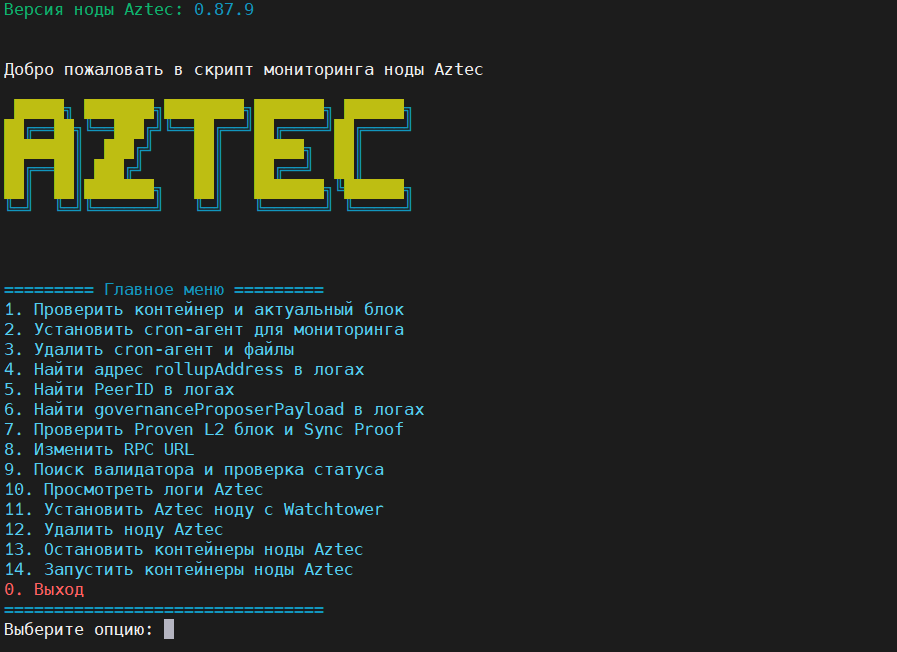 Версия ноды Aztec: 0.87.9
Добро пожаловать в скрипт мониторинга ноды Aztec
AZTEC
========= Главное меню =========
1. Проверить контейнер и актуальный блок
2. Установить cron-агент для мониторинга
3. Удалить cron-агент и файлы
4. Найти адрес rollupAddress в логах
5. Найти PeerID в логах
6. Найти governanceProposerPayload в логах
7. Проверить Proven L2 блок и Sync Proof
8. Изменить RPC URL
9. Поиск валидатора и проверка статуса
10. Просмотреть логи Aztec
11. Установить Aztec ноду с Watchtower
12. Удалить ноду Aztec
13. Остановить контейнеры ноды Aztec
14. Запустить контейнеры ноды Aztec
0. Выход
================================
Выберите опцию: